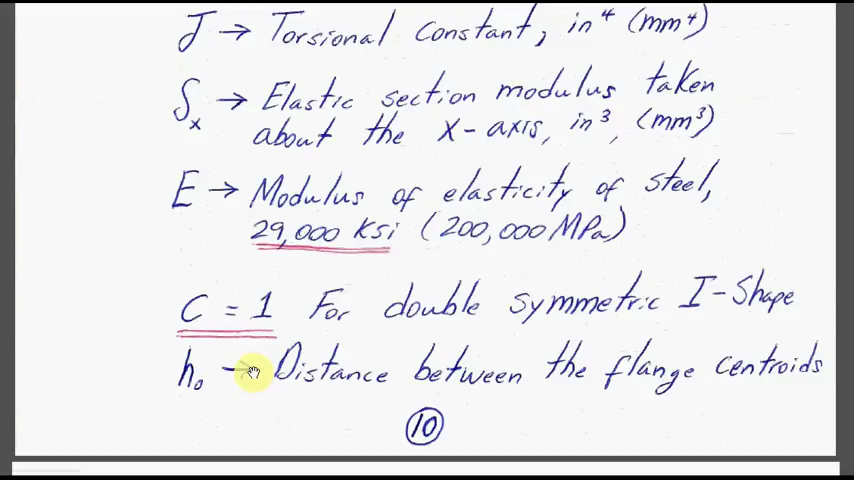 J → Torsional Constant, in⁴ (mm⁴)
Sx → Elastic section modulus taken
about the X-axis, in³, (mm³)
E → Modulus of elasticity of steel,
29,000 Ksi (200,000 MPa)
C = 1 For double symmetric I-Shape
h₀ → Distance between the flange centroids
10